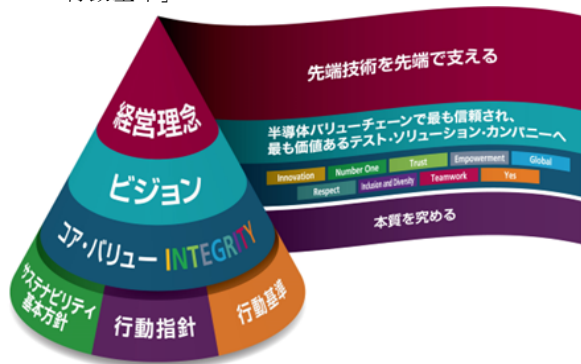 行動基準」
先端技術を先端で支える
経営理念
半導体バリューチェーンで最も信頼され、
最も価値あるテスト・ソリューション・カンパニーへ
ビジョン
Innovation
Number One
Trust
Empowerment
Global
Respect
Inclusion and Diversity
Teamwork
Yes
コア・バリュー INTEGRITY
本質を究める
サステナビリティ
基本方針
行動指針
行動基準